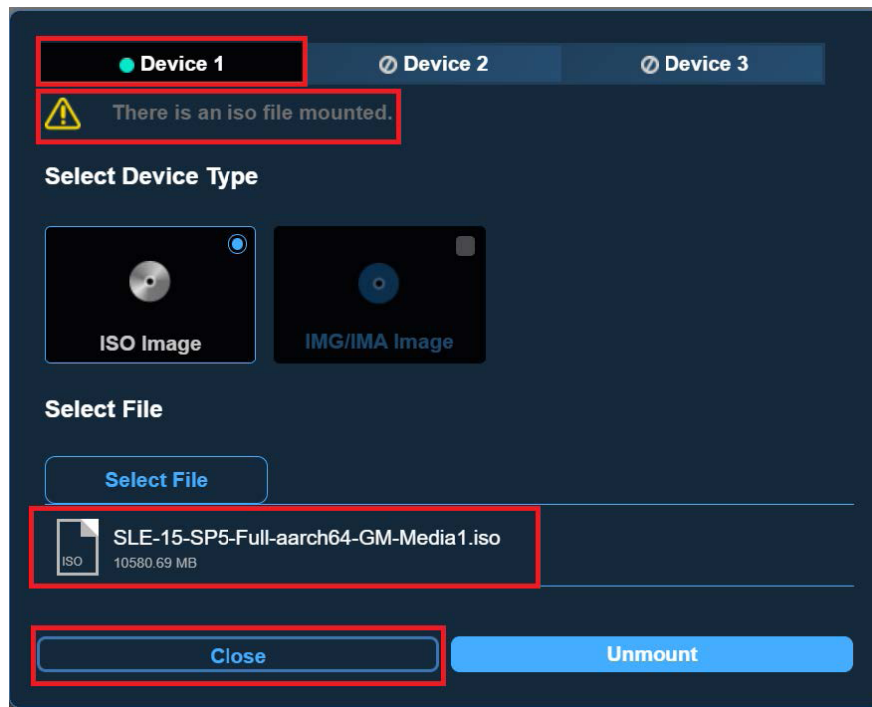 Device 1
Device 2
Device 3
There is an iso file mounted.
Select Device Type
ISO Image
IMG/IMA Image
Select File
Select File
ISO
SLE-15-SP5-Full-aarch64-GM-Media1.iso
10580.69 MB
Close
Unmount